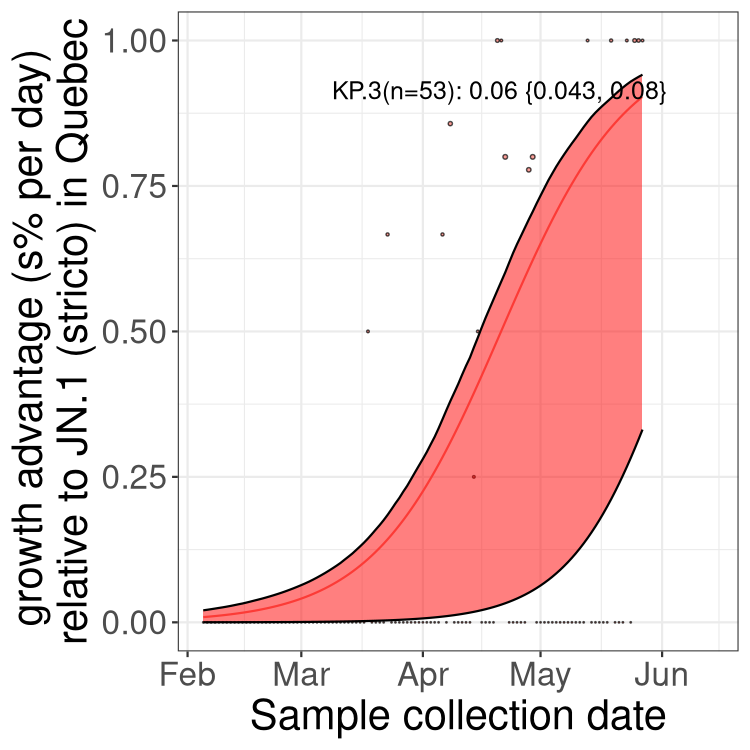 growth advantage (s% per day)
relative to JN.1 (stricto) in Quebec
1.00
0.75
0.50
0.25
0.00
KP.3(n=53): 0.06 {0.043, 0.08}
Feb
Mar
Apr
May
Jun
Sample collection date